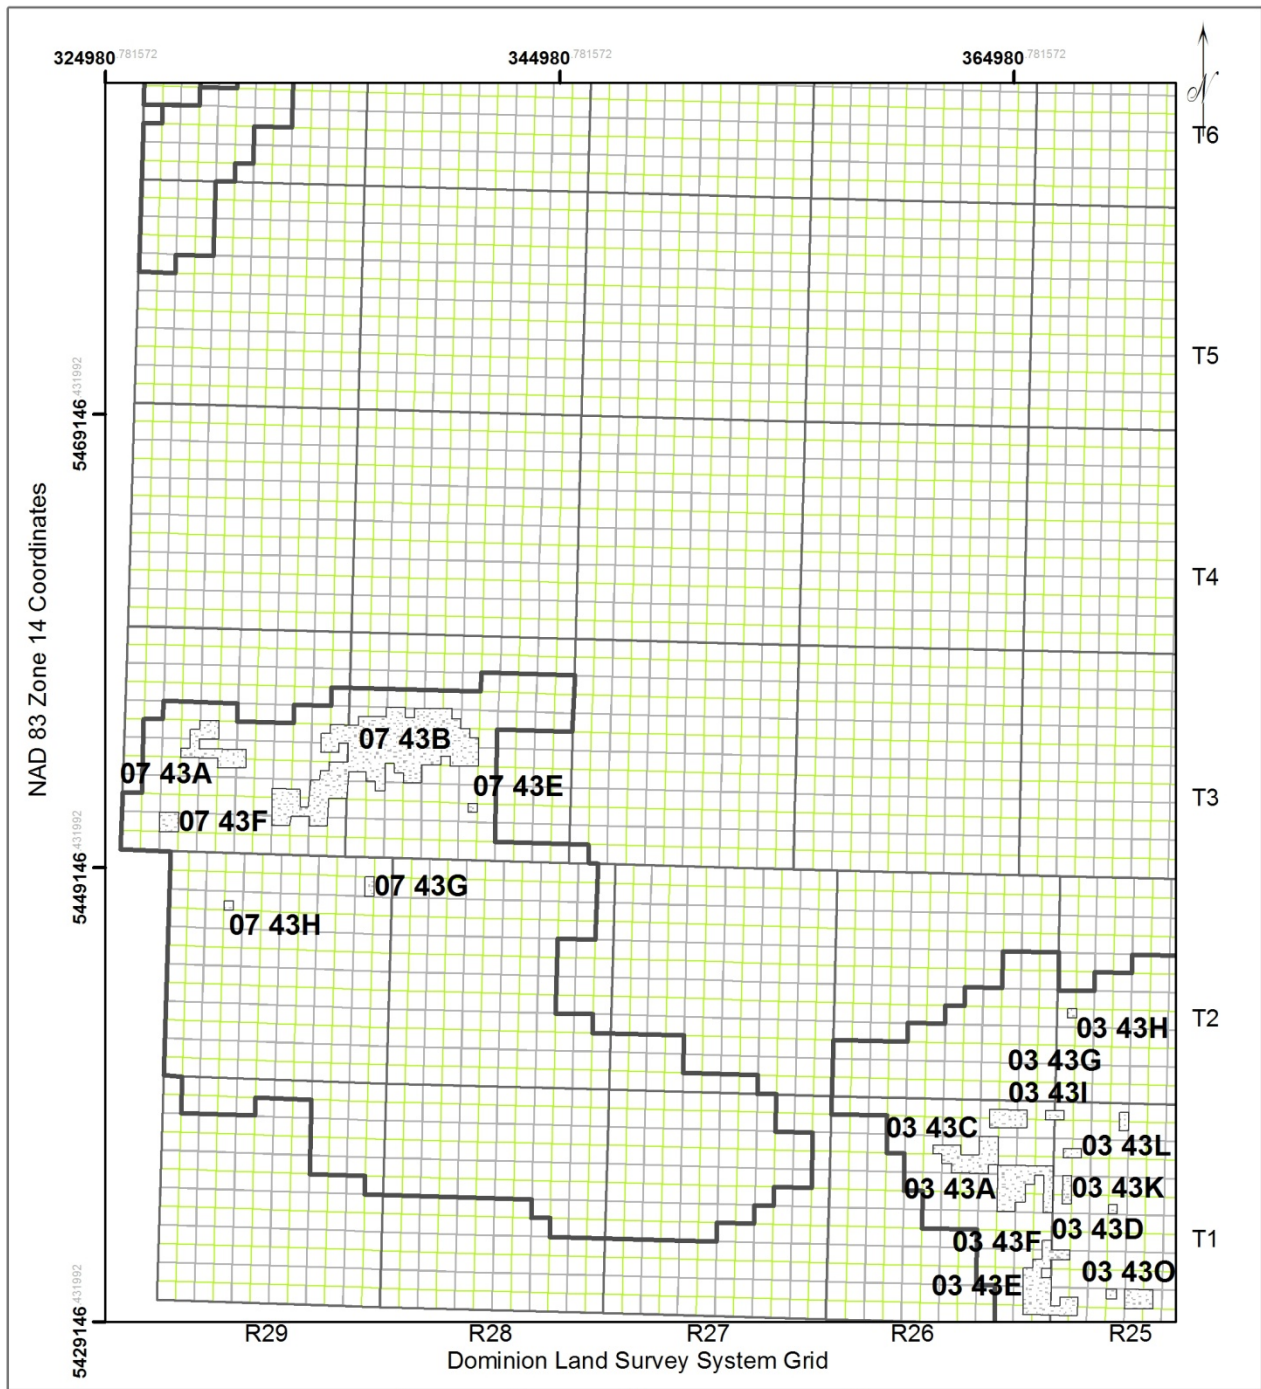 324980.781572
344980.781572
364980.781572
N
T6
T5
5469146.431992
NAD 83 Zone 14 Coordinates
T4
07 43B
07 43A
07 43E
T3
07 43F
5449146.431992
07 43G
07 43H
T2
03 43H
03 43G
03 43I
03 43C
03 43L
03 43A
03 43K
03 43D
03 43F
T1
03 43O
03 43E
5429146.431992
R29 R28 R27 R26 R25
Dominion Land Survey System Grid